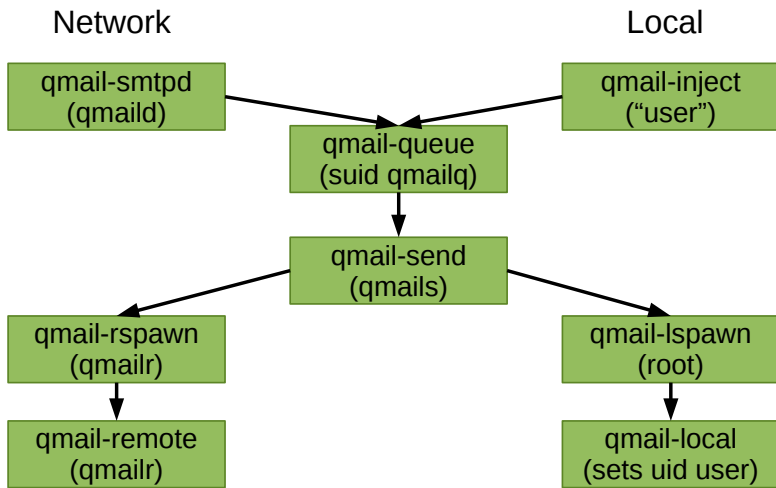 Network
Local
qmail-smtpd
(qmaild)
qmail-inject
(“user”)
qmail-queue
(suid qmailq)
qmail-send
(qmails)
qmail-rspawn
(qmailr)
qmail-lspawn
(root)
qmail-remote
(qmailr)
qmail-local
(sets uid user)